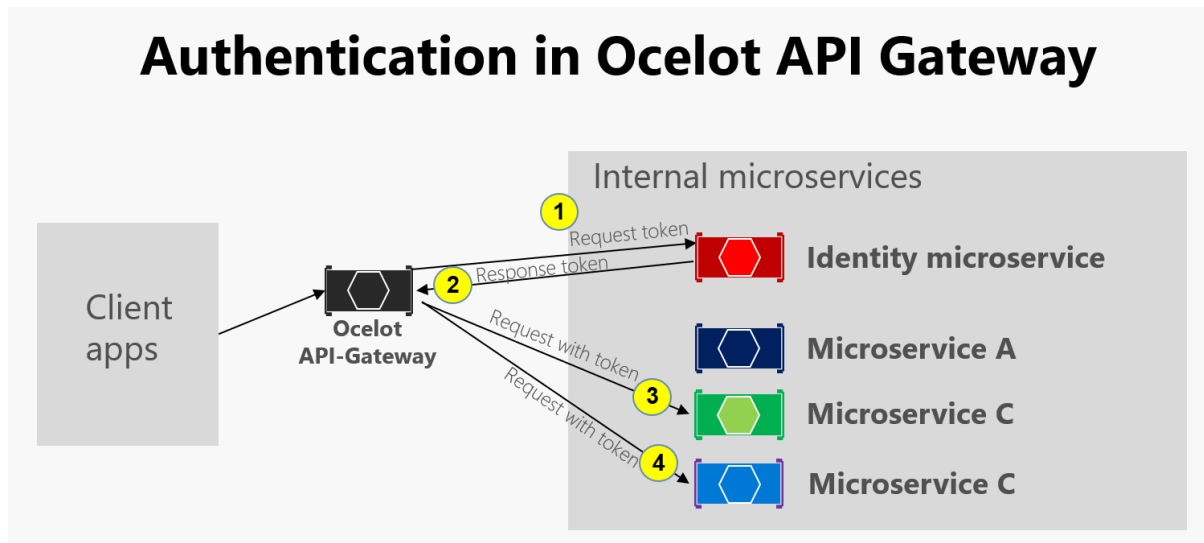 Authentication in Ocelot API Gateway
Internal microservices
1
Request token
Identity microservice
2
Response token
Client
apps
Ocelot
API-Gateway
Request with token
3
Request with token
4
Microservice A
Microservice C
Microservice C